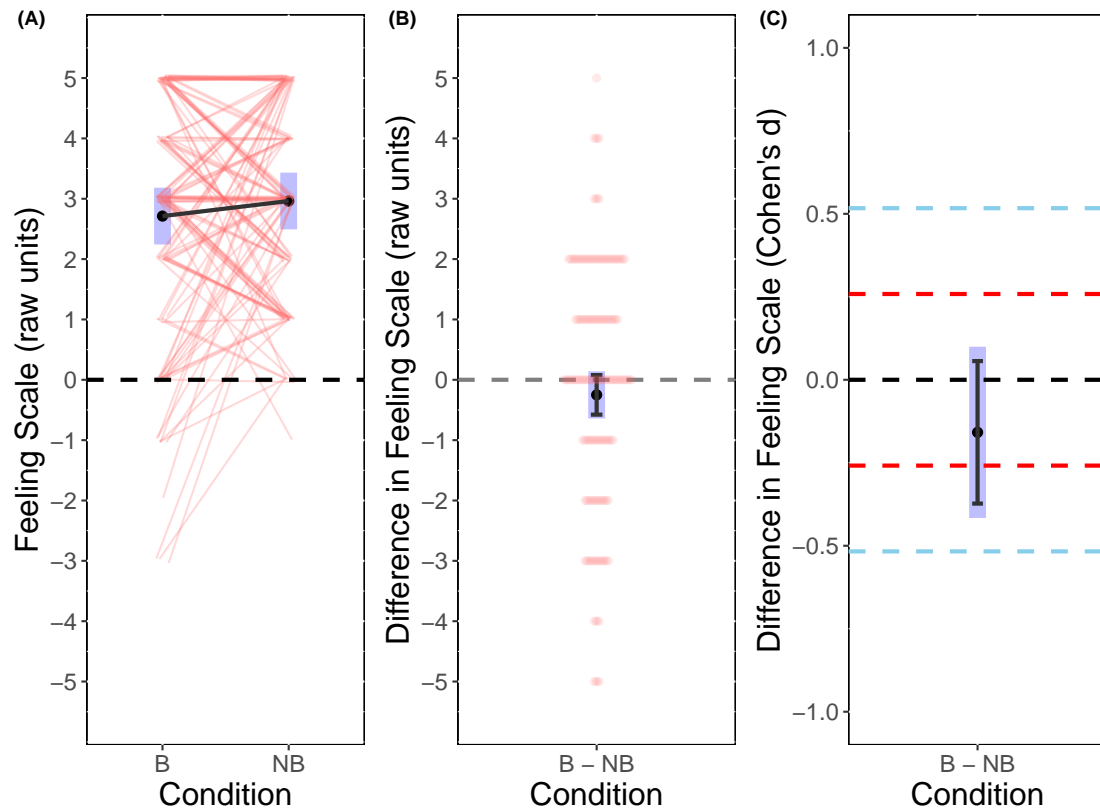 (A)
Feeling Scale (raw units)
5
4
3
2
1
0
−1
−2
−3
−4
−5
B
NB
Condition
(B)
Difference in Feeling Scale (raw units)
5
4
3
2
1
0
−1
−2
−3
−4
−5
B − NB
Condition
(C)
Difference in Feeling Scale (Cohen's d)
1.0
0.5
0.0
−0.5
−1.0
B − NB
Condition